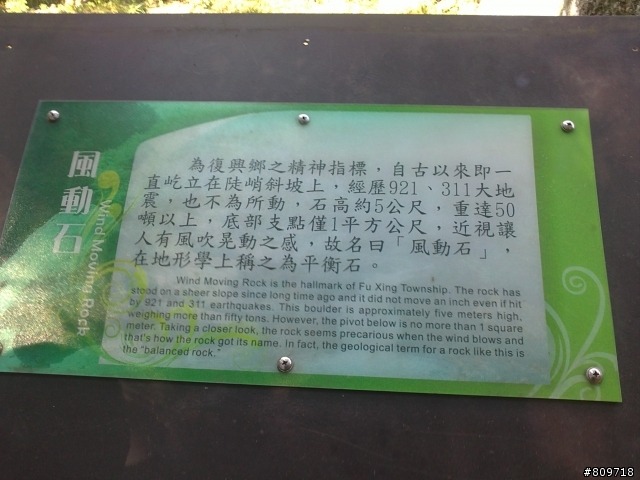 風動石
Wind Moving Rock
為復興鄉之精神指標，自古以來即一
直屹立在陡峭斜坡上，經歷921、311大地
震，也不為所動，石高約5公尺，重達50
噸以上，底部支點僅1平方公尺，近視讓
人有風吹晃動之感，故名曰「風動石」，
在地形學上稱之為平衡石。
Wind Moving Rock is the hallmark of Fu Xing Township. The rock has
stood on a sheer slope since long time ago and it did not move an inch even if hit
by 921 and 311 earthquakes. This boulder is approximately five meters high,
weighing more than fifty tons. However, the pivot below is no more than 1 square
meter. Taking a closer look, the rock seems precarious when the wind blows and
that's how the rock got its name. In fact, the geological term for a rock like this is
the "balanced rock."
#809718